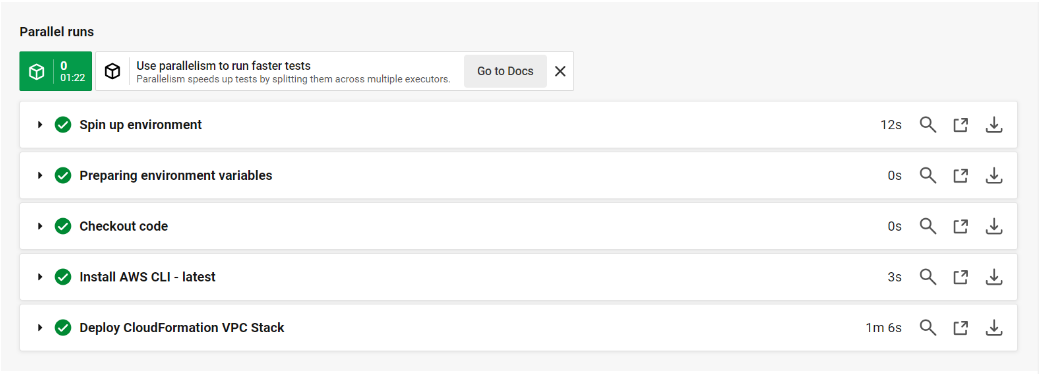 Parallel runs
0
01:22
Use parallelism to run faster tests
Parallelism speeds up tests by splitting them across multiple executors.
Go to Docs
Spin up environment 12s
Preparing environment variables 0s
Checkout code 0s
Install AWS CLI - latest 3s
Deploy CloudFormation VPC Stack 1m 6s